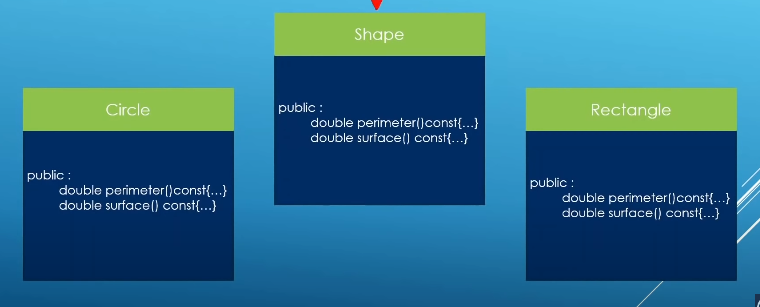 Shape
public :
double perimeter()const{...}
double surface() const{...}
Circle
public :
double perimeter()const{...}
double surface() const{...}
Rectangle
public :
double perimeter()const{...}
double surface() const{...}